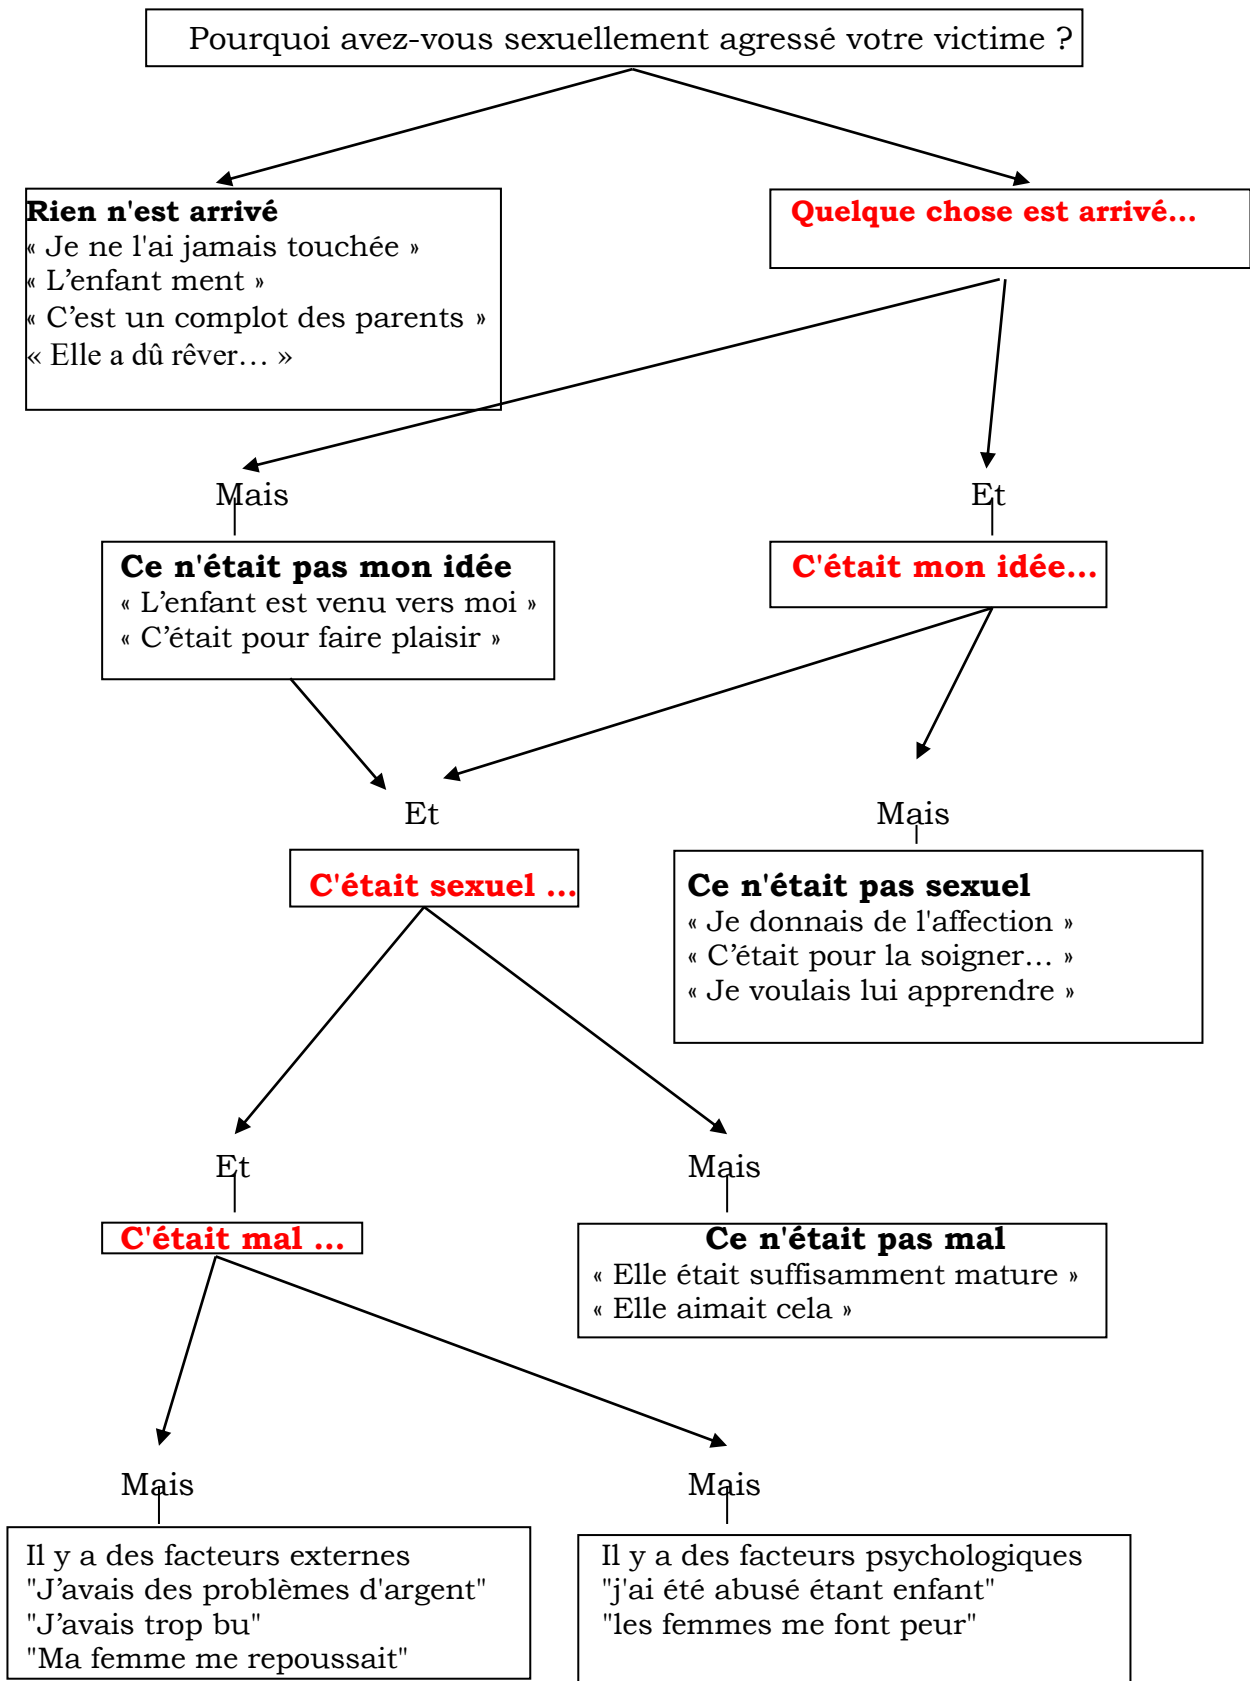 Pourquoi avez-vous sexuellement agressé votre victime ?
Rien n'est arrivé
« Je ne l'ai jamais touchée »
« L’enfant ment »
« C’est un complot des parents »
« Elle a dû rêver… »
Quelque chose est arrivé...
Mais
Et
Ce n'était pas mon idée
« L’enfant est venu vers moi »
« C’était pour faire plaisir »
C'était mon idée...
Et
Mais
C'était sexuel ...
Ce n'était pas sexuel
« Je donnais de l'affection »
« C’était pour la soigner… »
« Je voulais lui apprendre »
Et
Mais
C'était mal ...
Ce n'était pas mal
« Elle était suffisamment mature »
« Elle aimait cela »
Mais
Mais
Il y a des facteurs externes
"J’avais des problèmes d'argent"
"J’avais trop bu"
"Ma femme me repoussait"
Il y a des facteurs psychologiques
"j'ai été abusé étant enfant"
"les femmes me font peur"